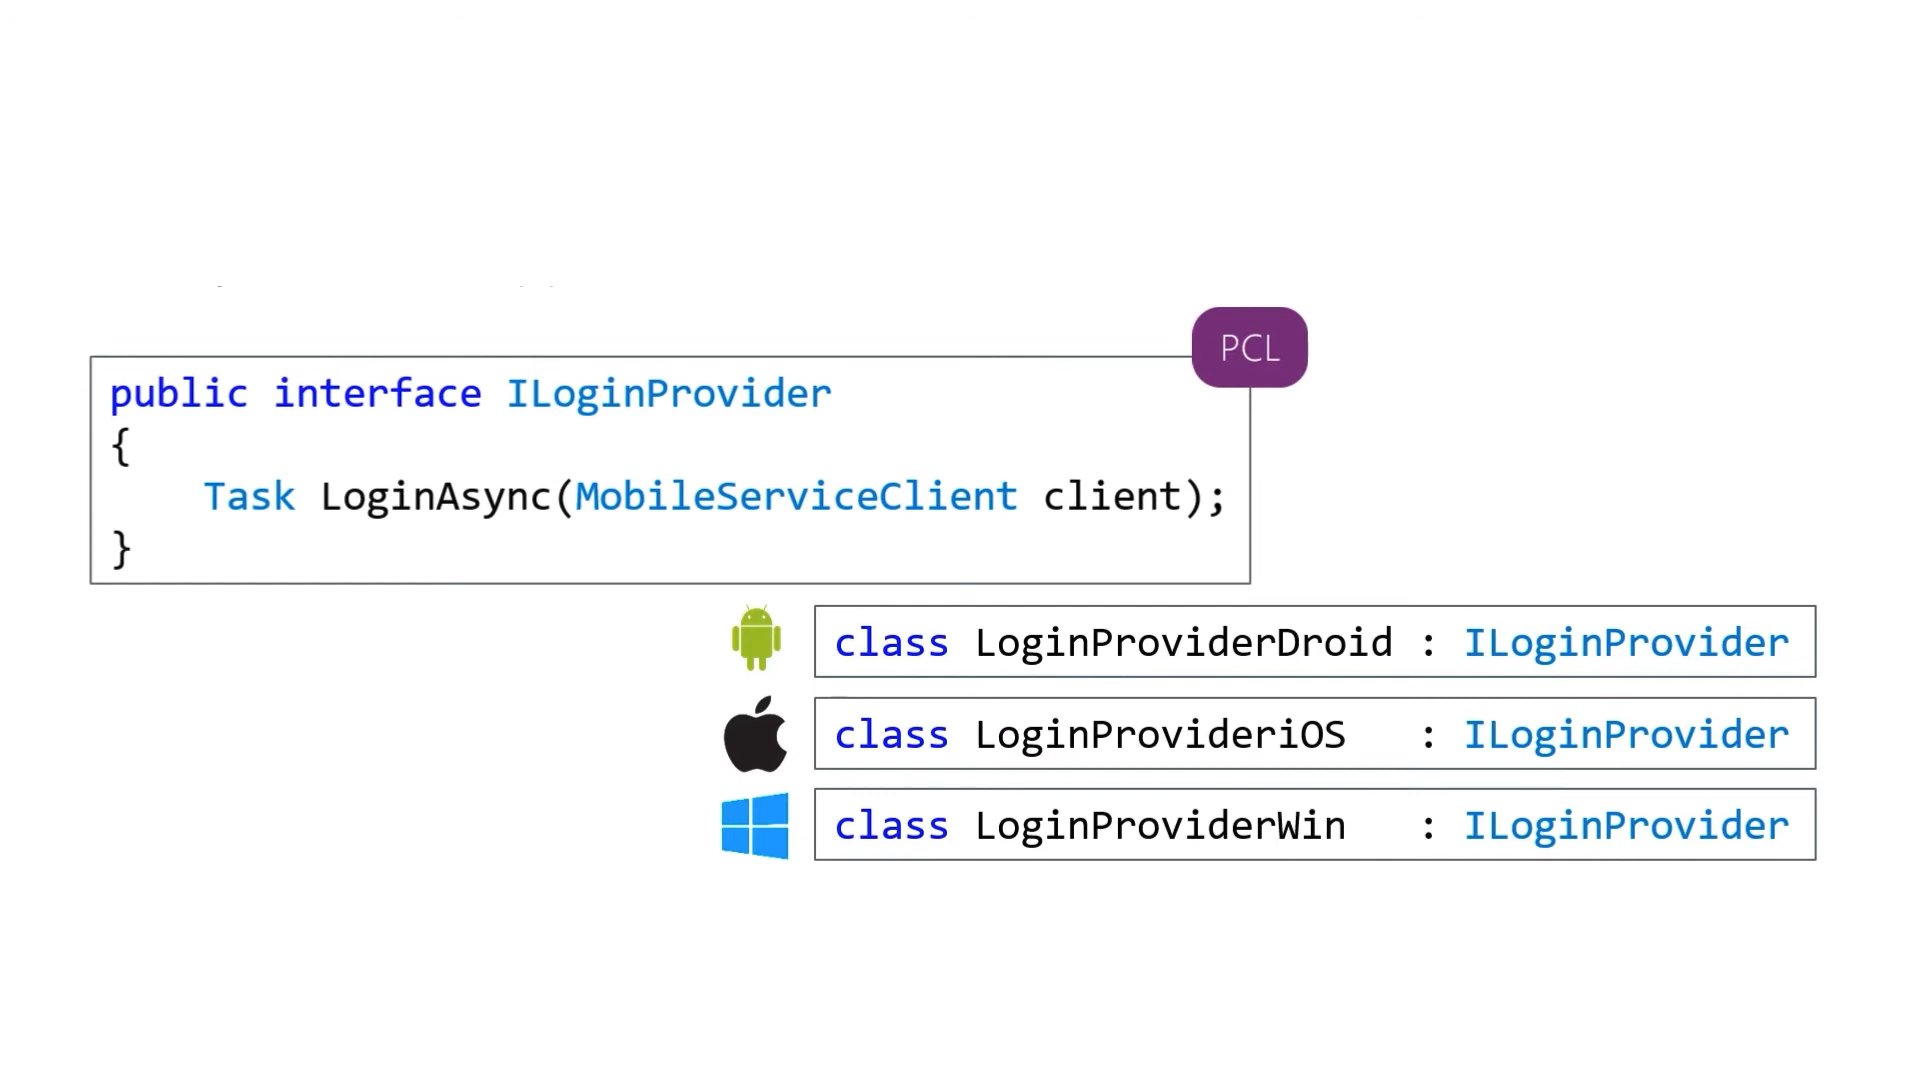 PCL
public interface ILoginProvider
{
    Task LoginAsync(MobileServiceClient client);
}
class LoginProviderDroid : ILoginProvider
class LoginProvideriOS   : ILoginProvider
class LoginProviderWin   : ILoginProvider